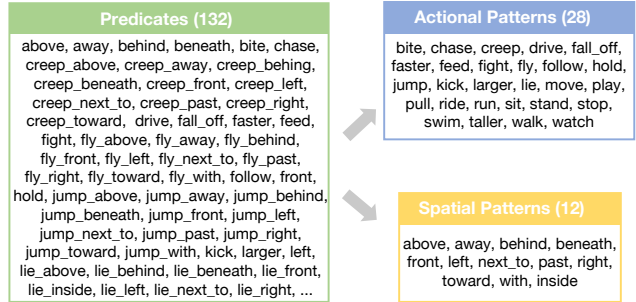 Predicates (132)
above, away, behind, beneath, bite, chase,
creep_above, creep_away, creep_behing,
creep_beneath, creep_front, creep_left,
creep_next_to, creep_past, creep_right,
creep_toward, drive, fall_off, faster, feed,
fight, fly_above, fly_away, fly_behind,
fly_front, fly_left, fly_next_to, fly_past,
fly_right, fly_toward, fly_with, follow, front,
hold, jump_above, jump_away, jump_behind,
jump_beneath, jump_front, jump_left,
jump_next_to, jump_past, jump_right,
jump_toward, jump_with, kick, larger, left,
lie_above, lie_behind, lie_beneath, lie_front,
lie_inside, lie_left, lie_next_to, lie_right, ...
Actional Patterns (28)
bite, chase, creep, drive, fall_off,
faster, feed, fight, fly, follow, hold,
jump, kick, larger, lie, move, play,
pull, ride, run, sit, stand, stop,
swim, taller, walk, watch
Spatial Patterns (12)
above, away, behind, beneath,
front, left, next_to, past, right,
toward, with, inside